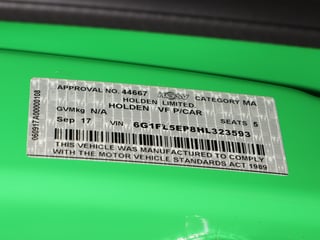 APPROVAL NO. 44667 CATEGORY MA
HOLDEN LIMITED
HOLDEN VF P/CAR
GVMkg N/A SEATS 5
Sep 17 VIN 6G1FL5EP8HL323593
THIS VEHICLE WAS MANUFACTURED TO COMPLY
WITH THE MOTOR VEHICLE STANDARDS ACT 1989
060917A00000108